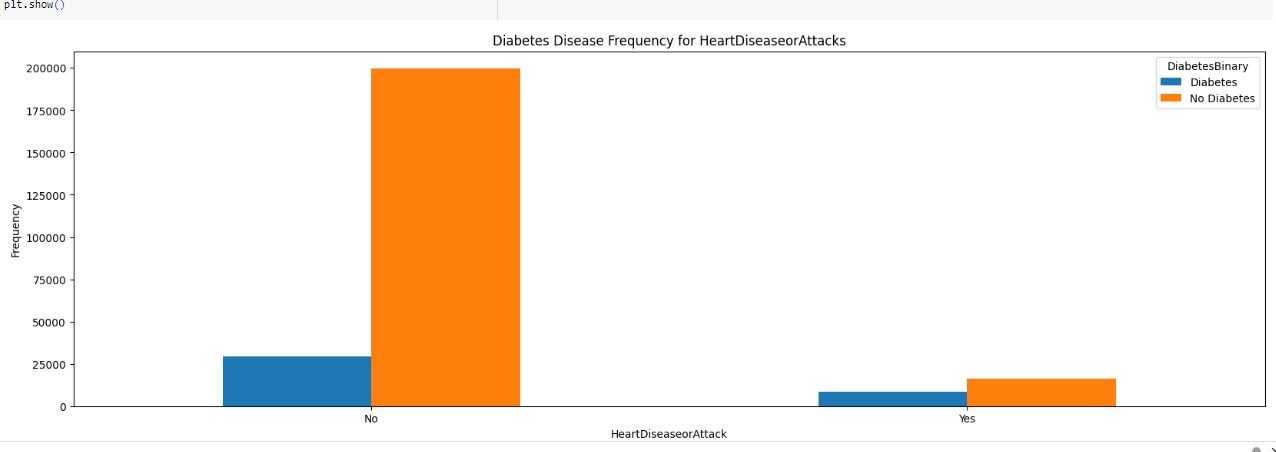 plt.show()
Diabetes Disease Frequency for HeartDiseaseorAttacks
DiabetesBinary
Diabetes
No Diabetes
200000
175000
150000
125000
100000
75000
50000
25000
0
Frequency
No
Yes
HeartDiseaseorAttack